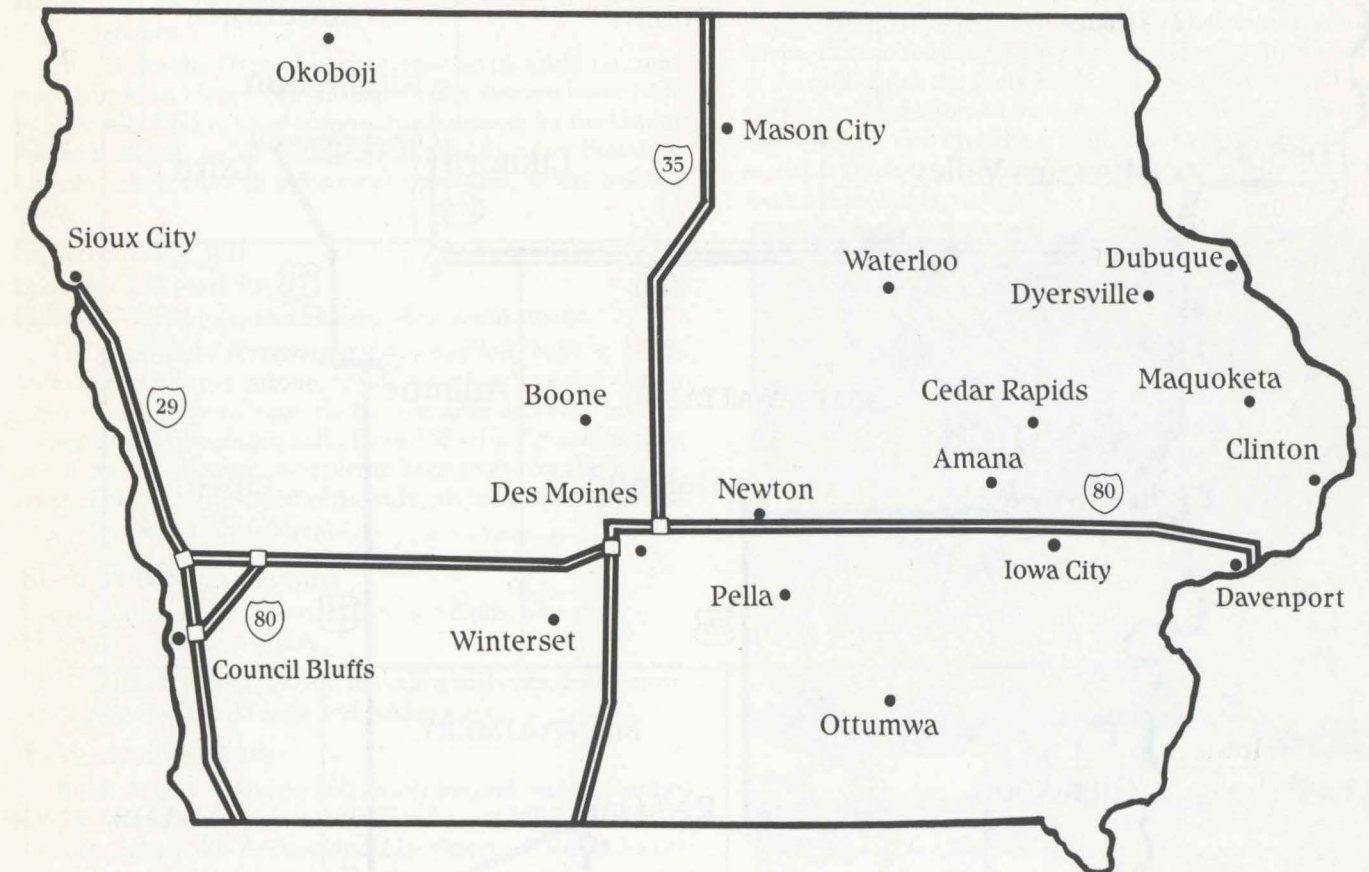 Okoboji
Mason City
35
Sioux City
Waterloo
Dubuque
Dyersville
29
Boone
Cedar Rapids
Maquoketa
Amana
Clinton
Des Moines
Newton
80
Iowa City
Pella
Davenport
80
Winterset
Council Bluffs
Ottumwa